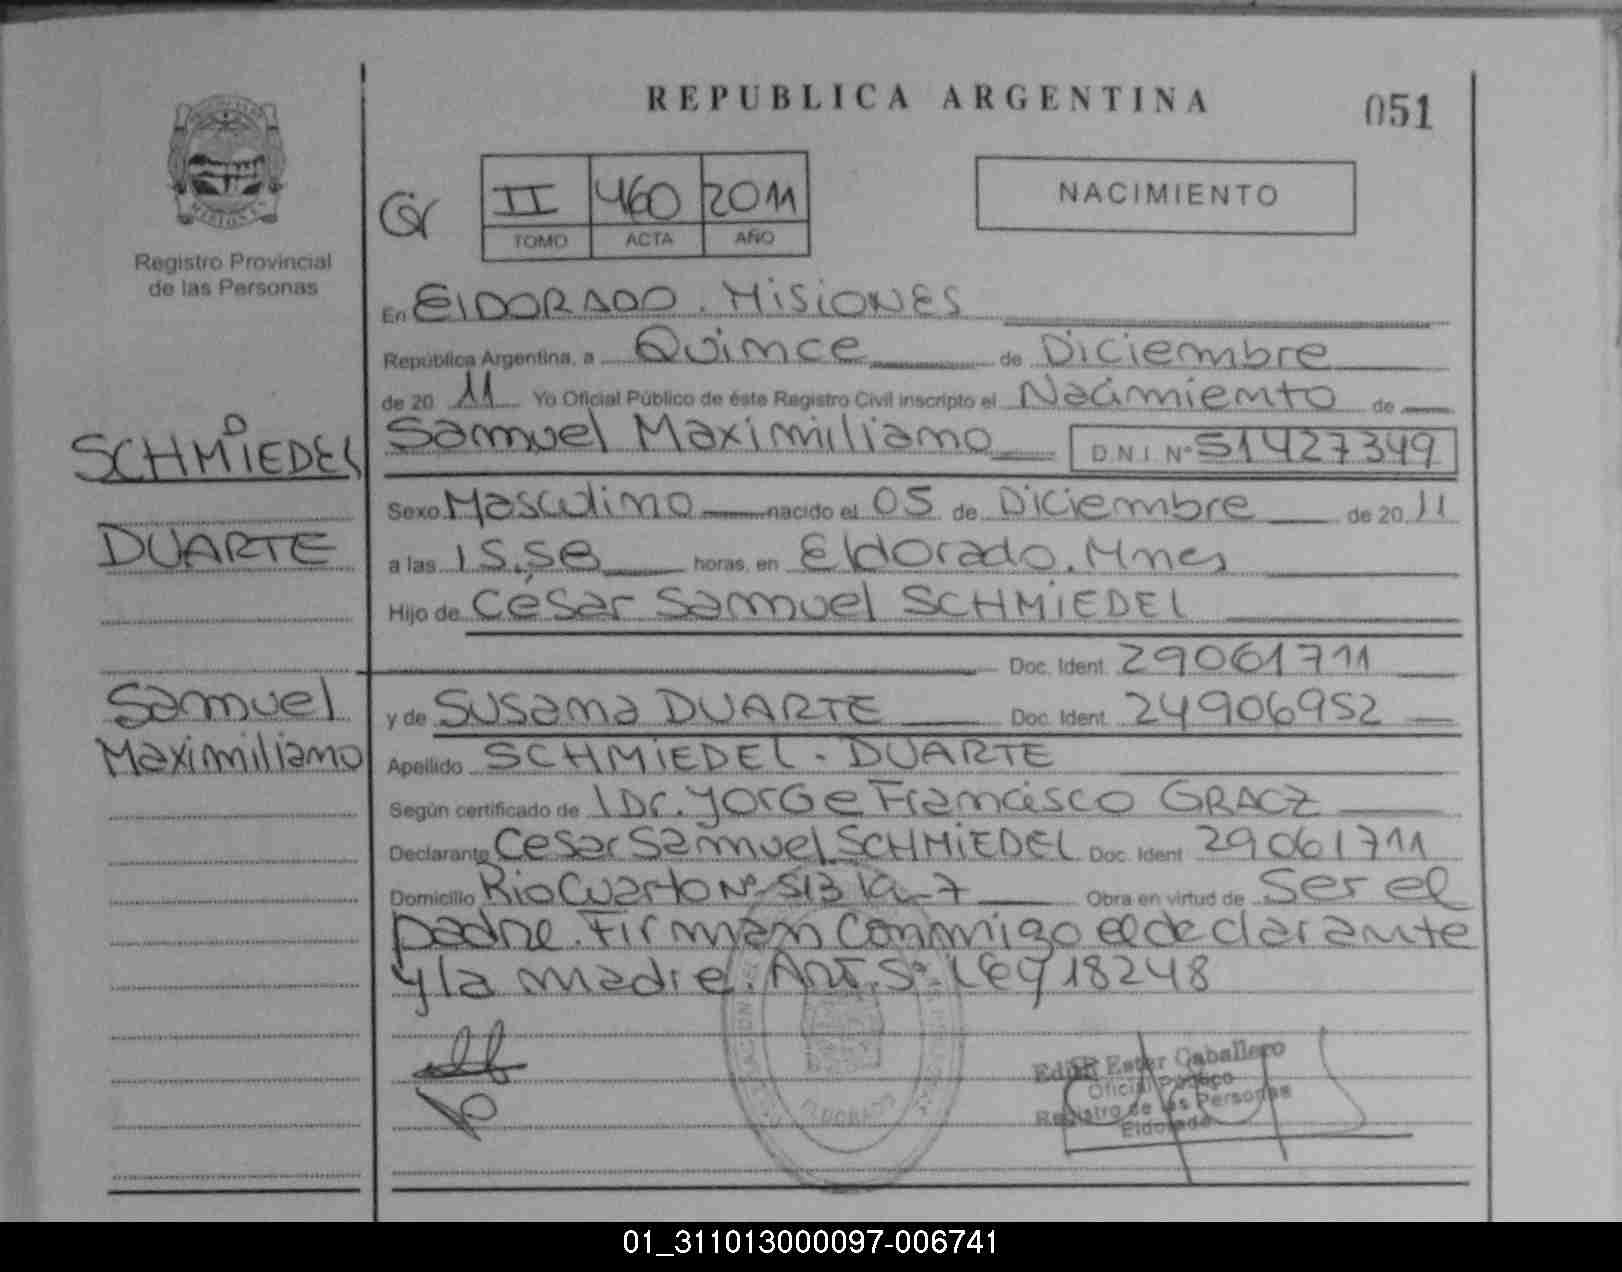 REPUBLICA ARGENTINA
051
II 460 2011
TOMO ACTA AÑO
NACIMIENTO
Registro Provincial
de las Personas
En ElDORADO. MISIONES
República Argentina, a Quince de Diciembre
de 20 11 Yo Oficial Público de éste Registro Civil inscripto el Nacimiento de
SCHMIEDEL
Samuel Maximiliano D.N.I. Nº 51427349
Sexo Masculino nacido el 05 de Diciembre de 20 11
DUARTE
a las horas, en Eldorado. Mnes
Hijo de César Samuel SCHMIEDEL
Doc. Ident. 29061711
Samuel
Maximiliano
y de Susana DUARTE Doc. Ident. 24906952
Apellido SCHMIEDEL - DUARTE
Según certificado de Dr. Jorge Francisco GRACZ
Declarante Cesar Samuel SCHMIEDEL Doc. Ident 29061711
Domicilio Rio Cuarto Nº 513 Obra en virtud de Ser el
padre. Firman conmigo el declarante
y la madre. Art. 5º Ley 18248
ELDORADO
Edith Ester Caballero
Oficial Público
Registro de las Personas
Eldorado
01_311013000097-006741